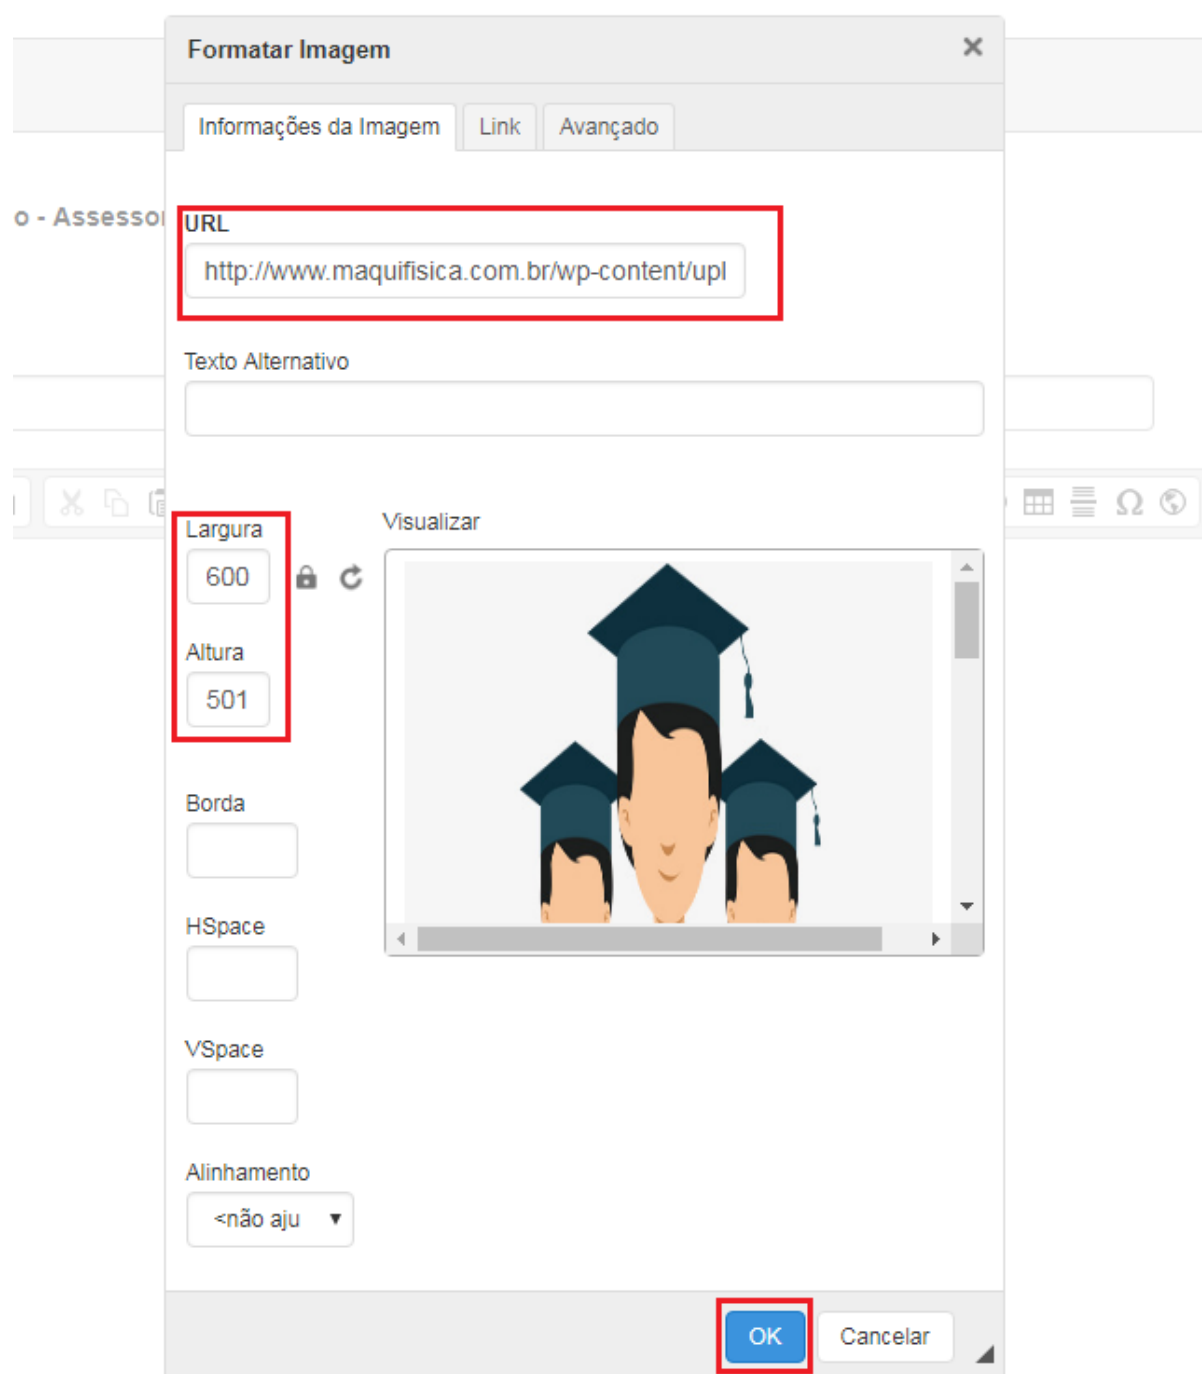 Formatar Imagem
Informações da Imagem Link Avançado
o - Assessor
URL
http://www.maquifisica.com.br/wp-content/upl
Texto Alternativo
Largura
Visualizar
600
Altura
501
Borda
HSpace
VSpace
Alinhamento
<não aju
OK Cancelar